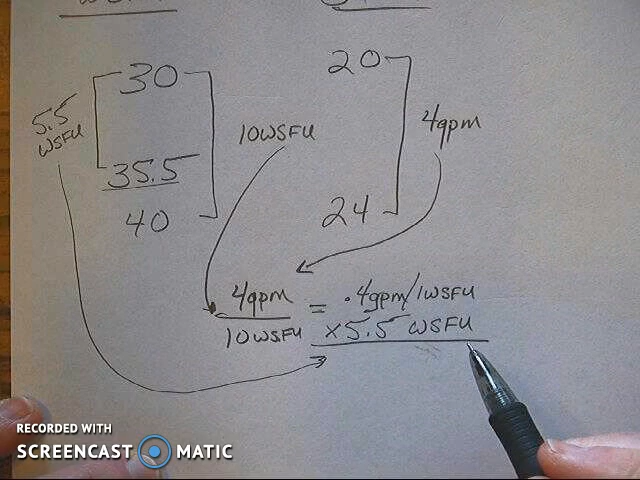 30
20
5.5
WSFU
10WSFU
4gpm
35.5
40
24
4gpm
10WSFU
= .4gpm/1WSFU
x5.5 WSFU
RECORDED WITH
SCREENCAST MATIC